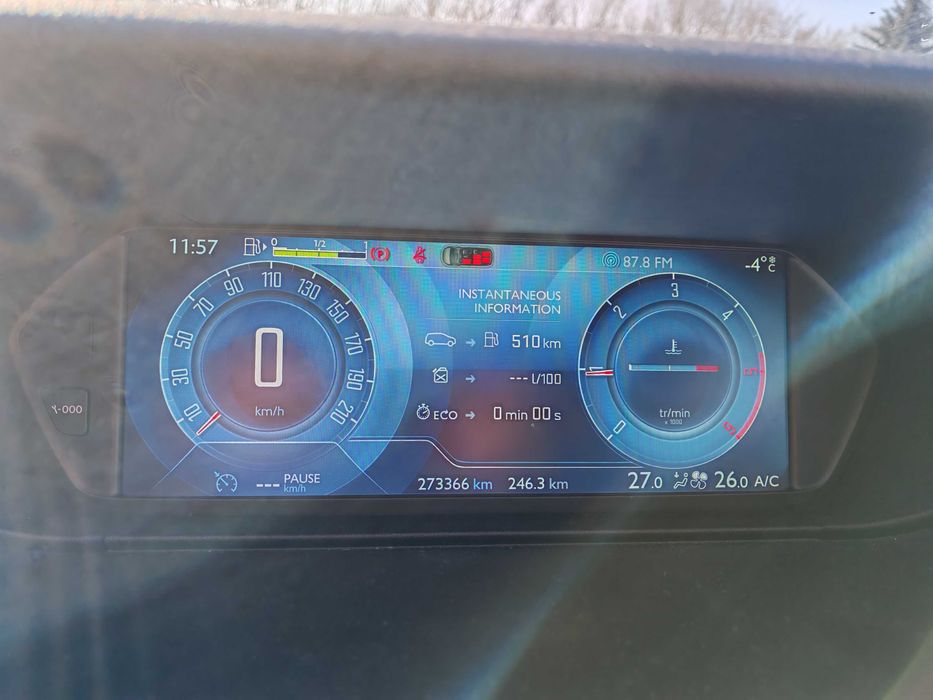 11:57
0 1/2 1
P
87.8 FM
-4°C
INSTANTANEOUS
INFORMATION
510 km
--- l/100
ECO
0 min 00 s
10 30 50 70 90 110 130 150 170 190 210
0
km/h
0 1 2 3 4 5 6
tr/min
x 1000
--- PAUSE
km/h
273366 km 246.3 km
27.0 26.0 A/C